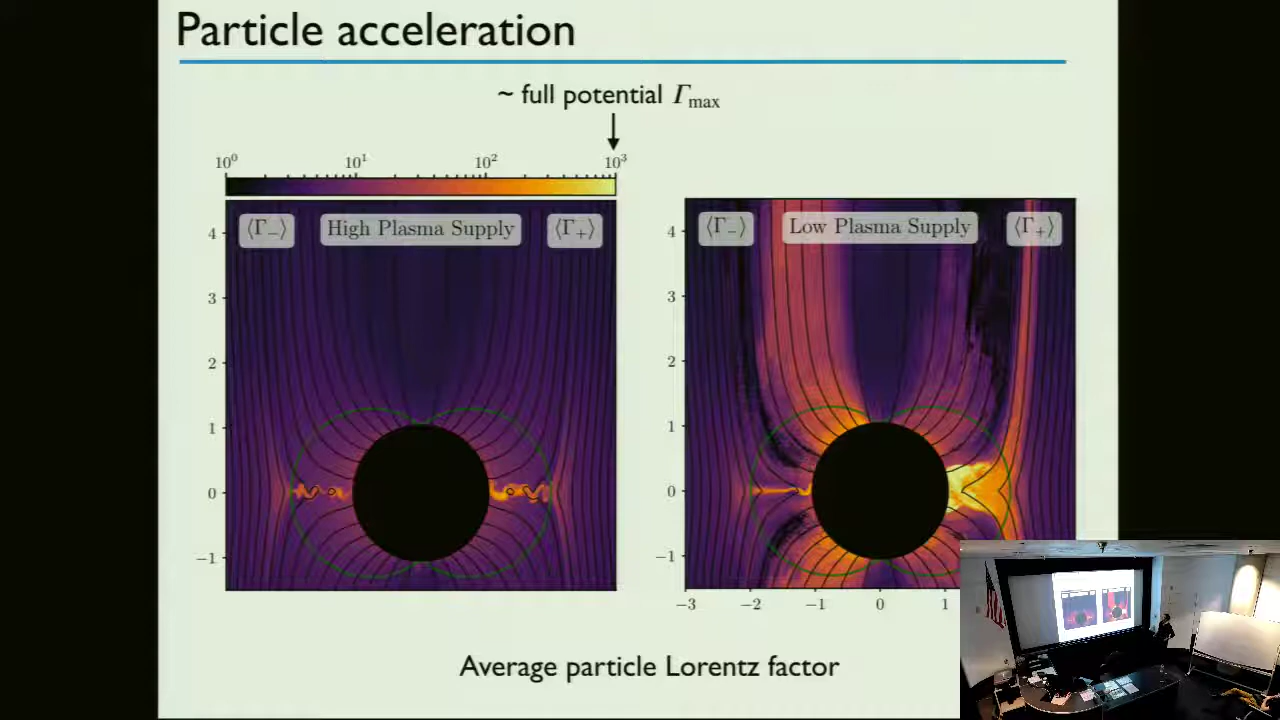 Particle acceleration
~ full potential Γmax
10⁰ 10¹ 10² 10³
⟨Γ₋⟩ High Plasma Supply ⟨Γ₊⟩
4
3
2
1
0
−1
⟨Γ₋⟩ Low Plasma Supply ⟨Γ₊⟩
4
3
2
1
0
−1
−3 −2 −1 0 1
Average particle Lorentz factor